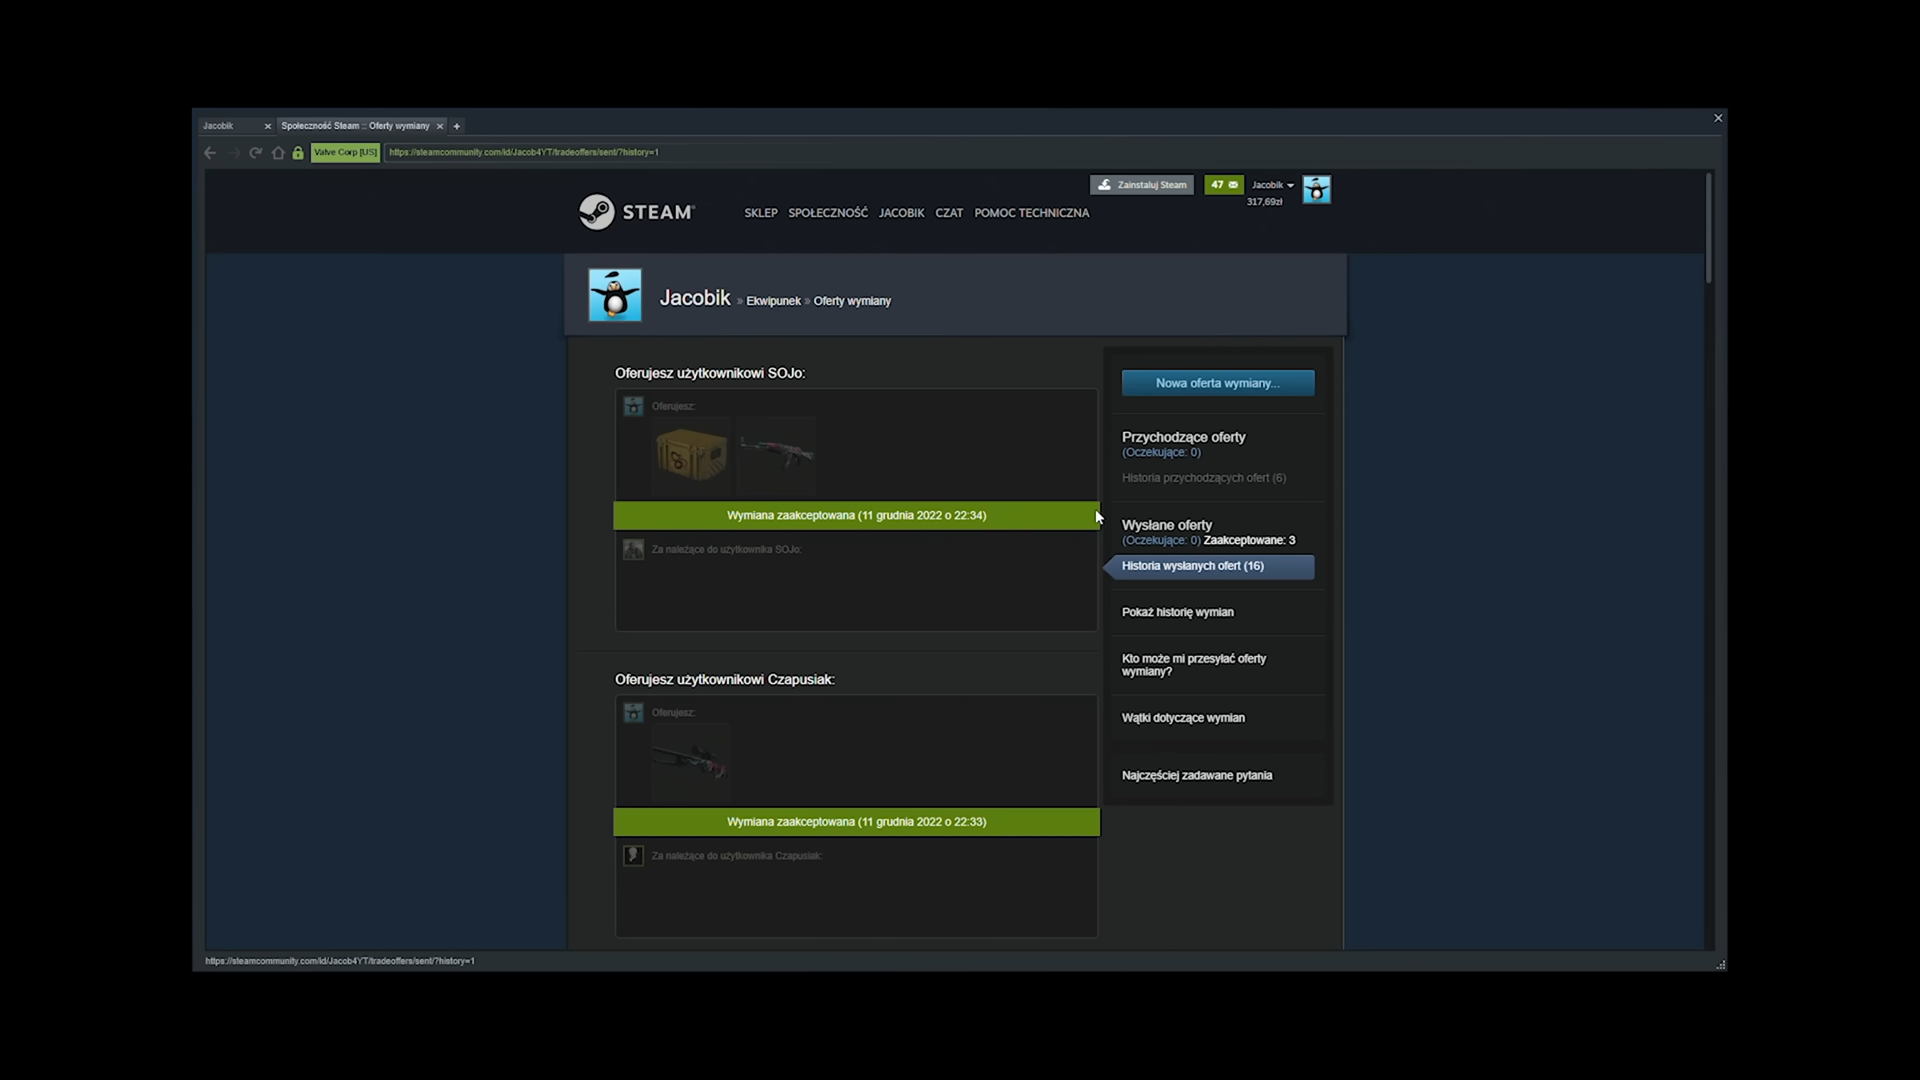 Jacobik
Społeczność Steam :: Oferty wymiany
Valve Corp [US]
https://steamcommunity.com/id/Jacob4YT/tradeoffers/sent/?history=1
Zainstaluj Steam
47
Jacobik
317,69zł
STEAM
SKLEP SPOŁECZNOŚĆ JACOBIK CZAT POMOC TECHNICZNA
Jacobik » Ekwipunek » Oferty wymiany
Oferujesz użytkownikowi SOJo:
Oferujesz:
Wymiana zaakceptowana (11 grudnia 2022 o 22:34)
Za należące do użytkownika SOJo:
Oferujesz użytkownikowi Czapusiak:
Oferujesz:
Wymiana zaakceptowana (11 grudnia 2022 o 22:33)
Za należące do użytkownika Czapusiak:
Nowa oferta wymiany...
Przychodzące oferty
(Oczekujące: 0)
Historia przychodzących ofert (6)
Wysłane oferty
(Oczekujące: 0) Zaakceptowane: 3
Historia wysłanych ofert (16)
Pokaż historię wymian
Kto może mi przesyłać oferty
wymiany?
Wątki dotyczące wymian
Najczęściej zadawane pytania
https://steamcommunity.com/id/Jacob4YT/tradeoffers/sent/?history=1